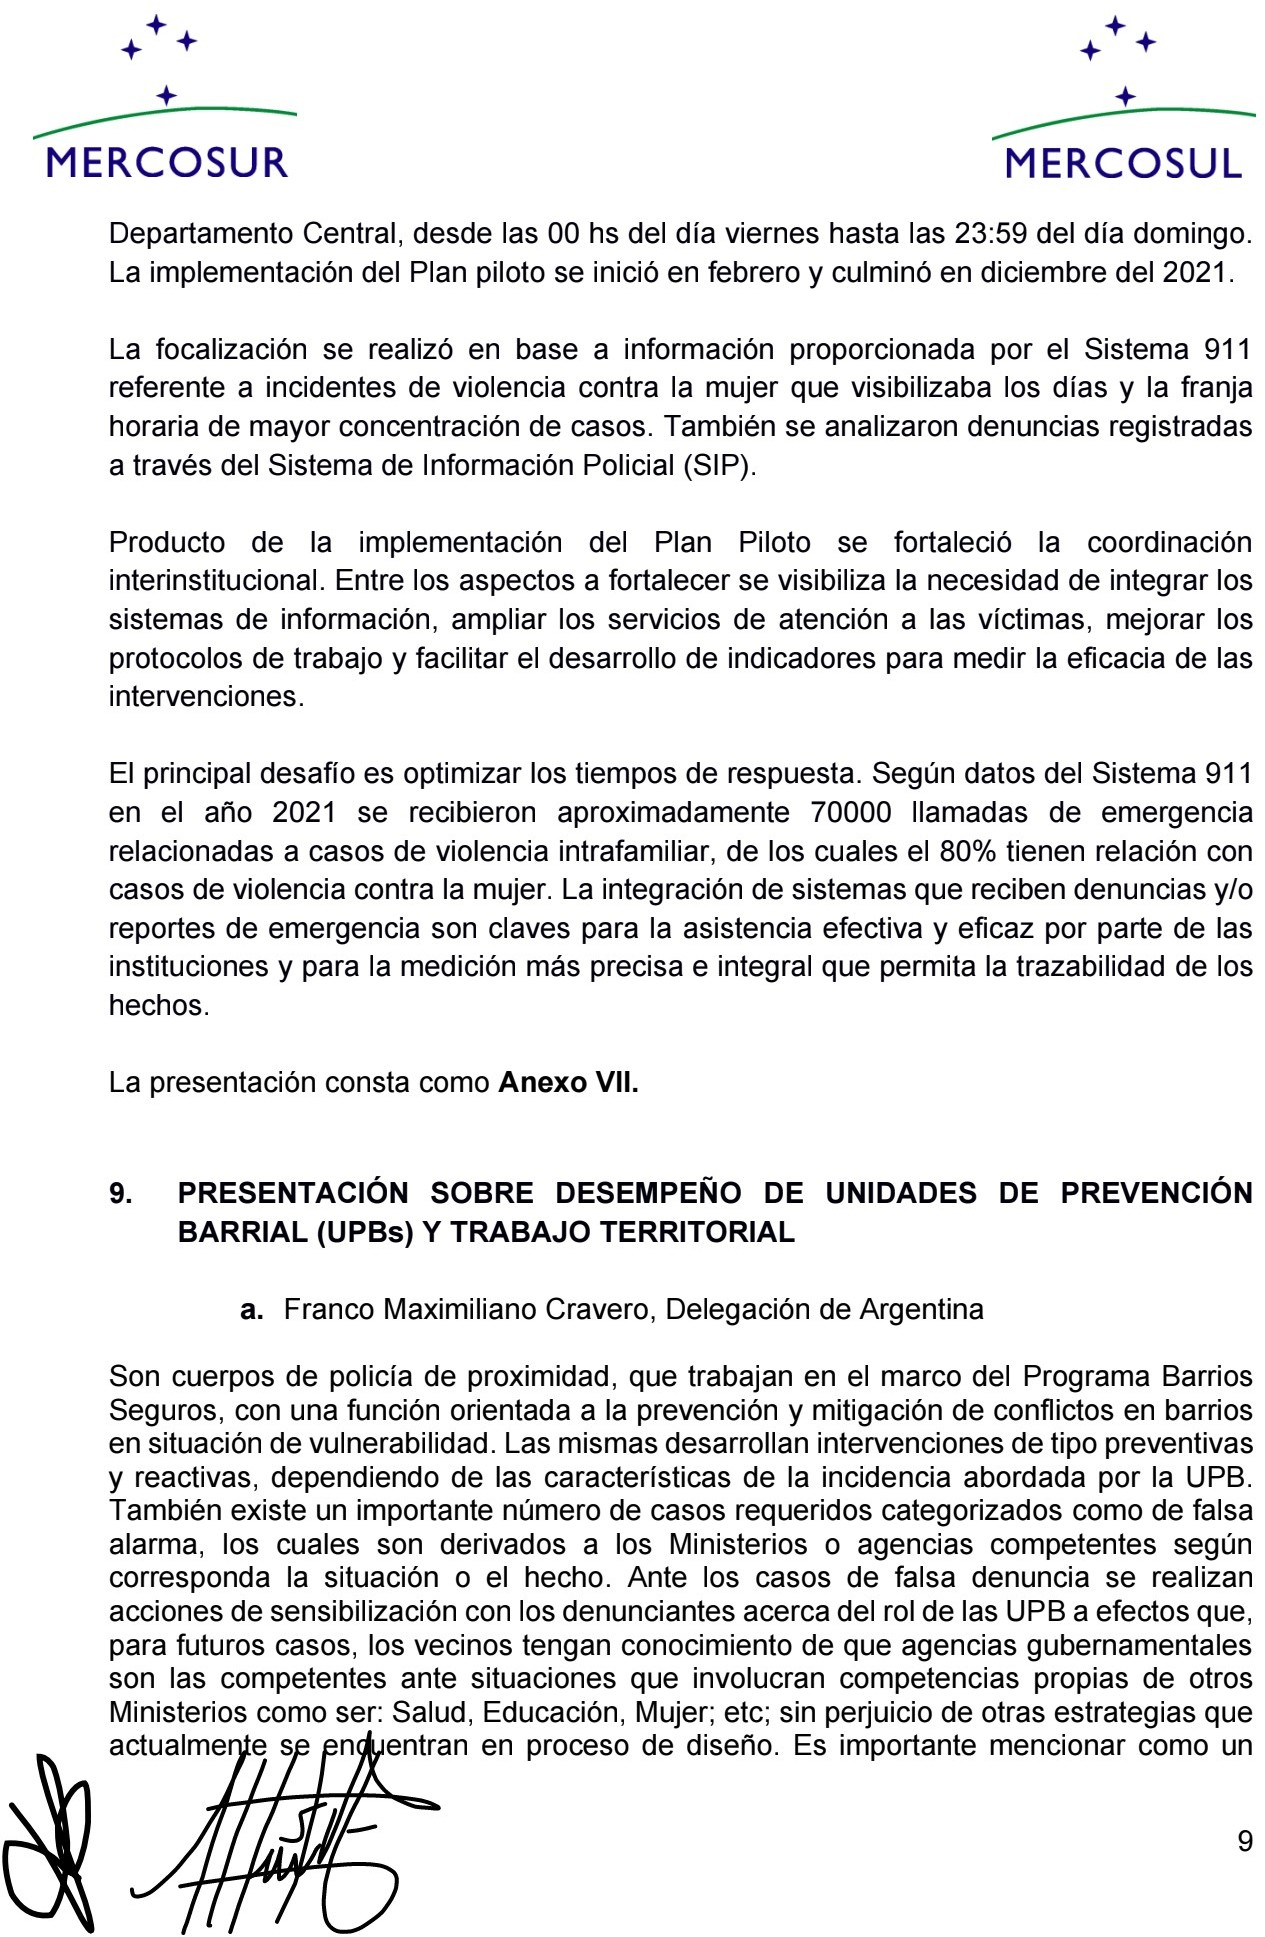 MERCOSUR
MERCOSUL
Departamento Central, desde las 00 hs del día viernes hasta las 23:59 del día domingo.
La implementación del Plan piloto se inició en febrero y culminó en diciembre del 2021.
La focalización se realizó en base a información proporcionada por el Sistema 911
referente a incidentes de violencia contra la mujer que visibilizaba los días y la franja
horaria de mayor concentración de casos. También se analizaron denuncias registradas
a través del Sistema de Información Policial (SIP).
Producto de la implementación del Plan Piloto se fortaleció la coordinación
interinstitucional. Entre los aspectos a fortalecer se visibiliza la necesidad de integrar los
sistemas de información, ampliar los servicios de atención a las víctimas, mejorar los
protocolos de trabajo y facilitar el desarrollo de indicadores para medir la eficacia de las
intervenciones.
El principal desafío es optimizar los tiempos de respuesta. Según datos del Sistema 911
en el año 2021 se recibieron aproximadamente 70000 llamadas de emergencia
relacionadas a casos de violencia intrafamiliar, de los cuales el 80% tienen relación con
casos de violencia contra la mujer. La integración de sistemas que reciben denuncias y/o
reportes de emergencia son claves para la asistencia efectiva y eficaz por parte de las
instituciones y para la medición más precisa e integral que permita la trazabilidad de los
hechos.
La presentación consta como Anexo VII.
9. PRESENTACIÓN SOBRE DESEMPEÑO DE UNIDADES DE PREVENCIÓN
BARRIAL (UPBs) Y TRABAJO TERRITORIAL
a. Franco Maximiliano Cravero, Delegación de Argentina
Son cuerpos de policía de proximidad, que trabajan en el marco del Programa Barrios
Seguros, con una función orientada a la prevención y mitigación de conflictos en barrios
en situación de vulnerabilidad. Las mismas desarrollan intervenciones de tipo preventivas
y reactivas, dependiendo de las características de la incidencia abordada por la UPB.
También existe un importante número de casos requeridos categorizados como de falsa
alarma, los cuales son derivados a los Ministerios o agencias competentes según
corresponda la situación o el hecho. Ante los casos de falsa denuncia se realizan
acciones de sensibilización con los denunciantes acerca del rol de las UPB a efectos que,
para futuros casos, los vecinos tengan conocimiento de que agencias gubernamentales
son las competentes ante situaciones que involucran competencias propias de otros
Ministerios como ser: Salud, Educación, Mujer; etc; sin perjuicio de otras estrategias que
actualmente se encuentran en proceso de diseño. Es importante mencionar como un
9